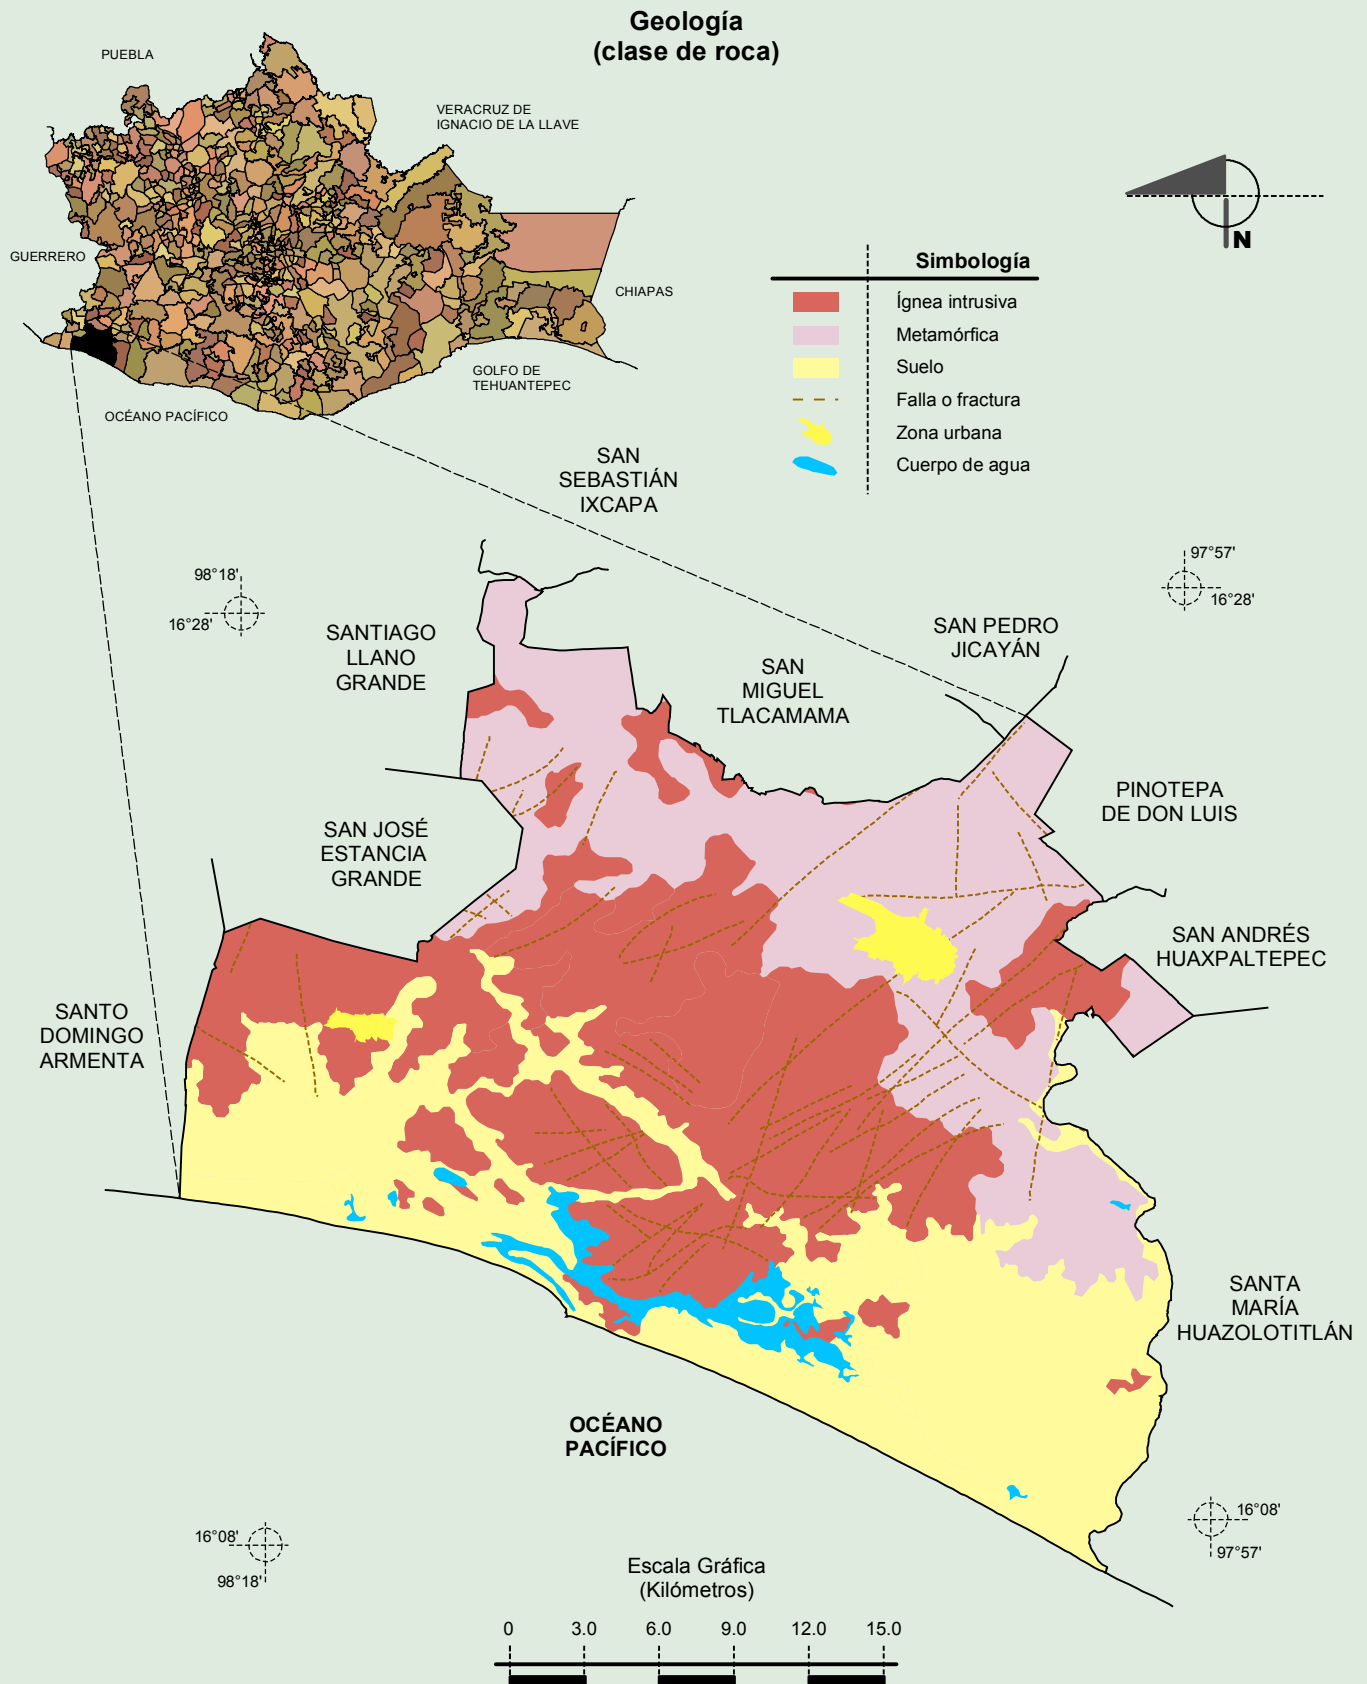 Geología
(clase de roca)
PUEBLA
VERACRUZ DE
IGNACIO DE LA LLAVE
GUERRERO
CHIAPAS
GOLFO DE
TEHUANTEPEC
OCÉANO PACÍFICO
N
Simbología
Ígnea intrusiva
Metamórfica
Suelo
Falla o fractura
Zona urbana
Cuerpo de agua
SAN
SEBASTIÁN
IXCAPA
98°18'
16°28'
97°57'
16°28'
SANTIAGO
LLANO
GRANDE
SAN
MIGUEL
TLACAMAMA
SAN PEDRO
JICAYÁN
PINOTEPA
DE DON LUIS
SAN JOSÉ
ESTANCIA
GRANDE
SAN ANDRÉS
HUAXPALTEPEC
SANTO
DOMINGO
ARMENTA
SANTA
MARÍA
HUAZOLOTITLÁN
OCÉANO
PACÍFICO
16°08'
98°18'
16°08'
97°57'
Escala Gráfica
(Kilómetros)
0 3.0 6.0 9.0 12.0 15.0